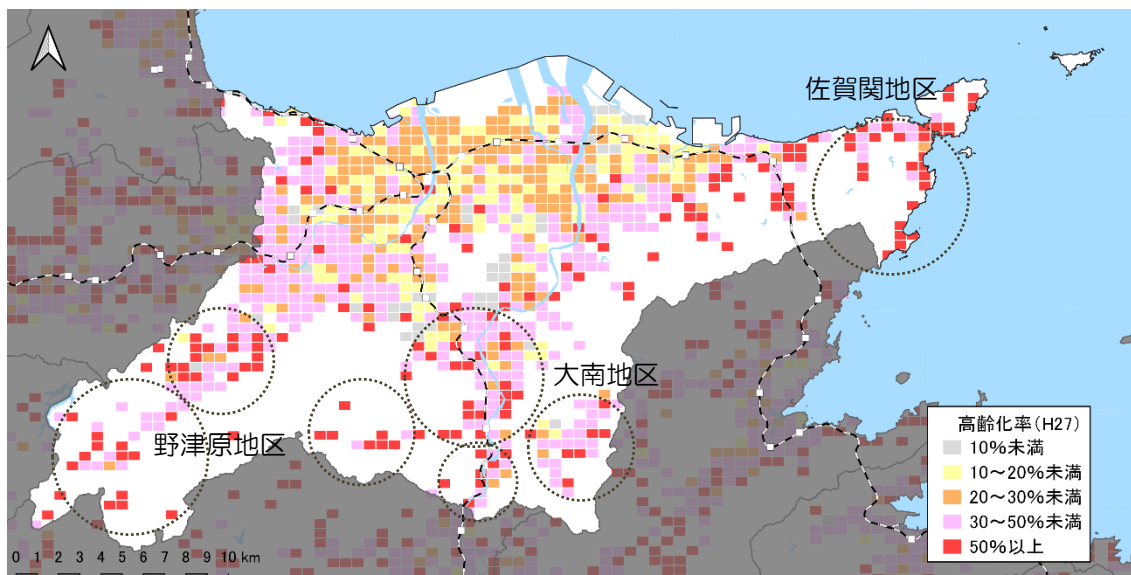 佐賀関地区
大南地区
野津原地区
高齢化率(H27)
10%未満
10～20%未満
20～30%未満
30～50%未満
50%以上
0 1 2 3 4 5 6 7 8 9 10 km